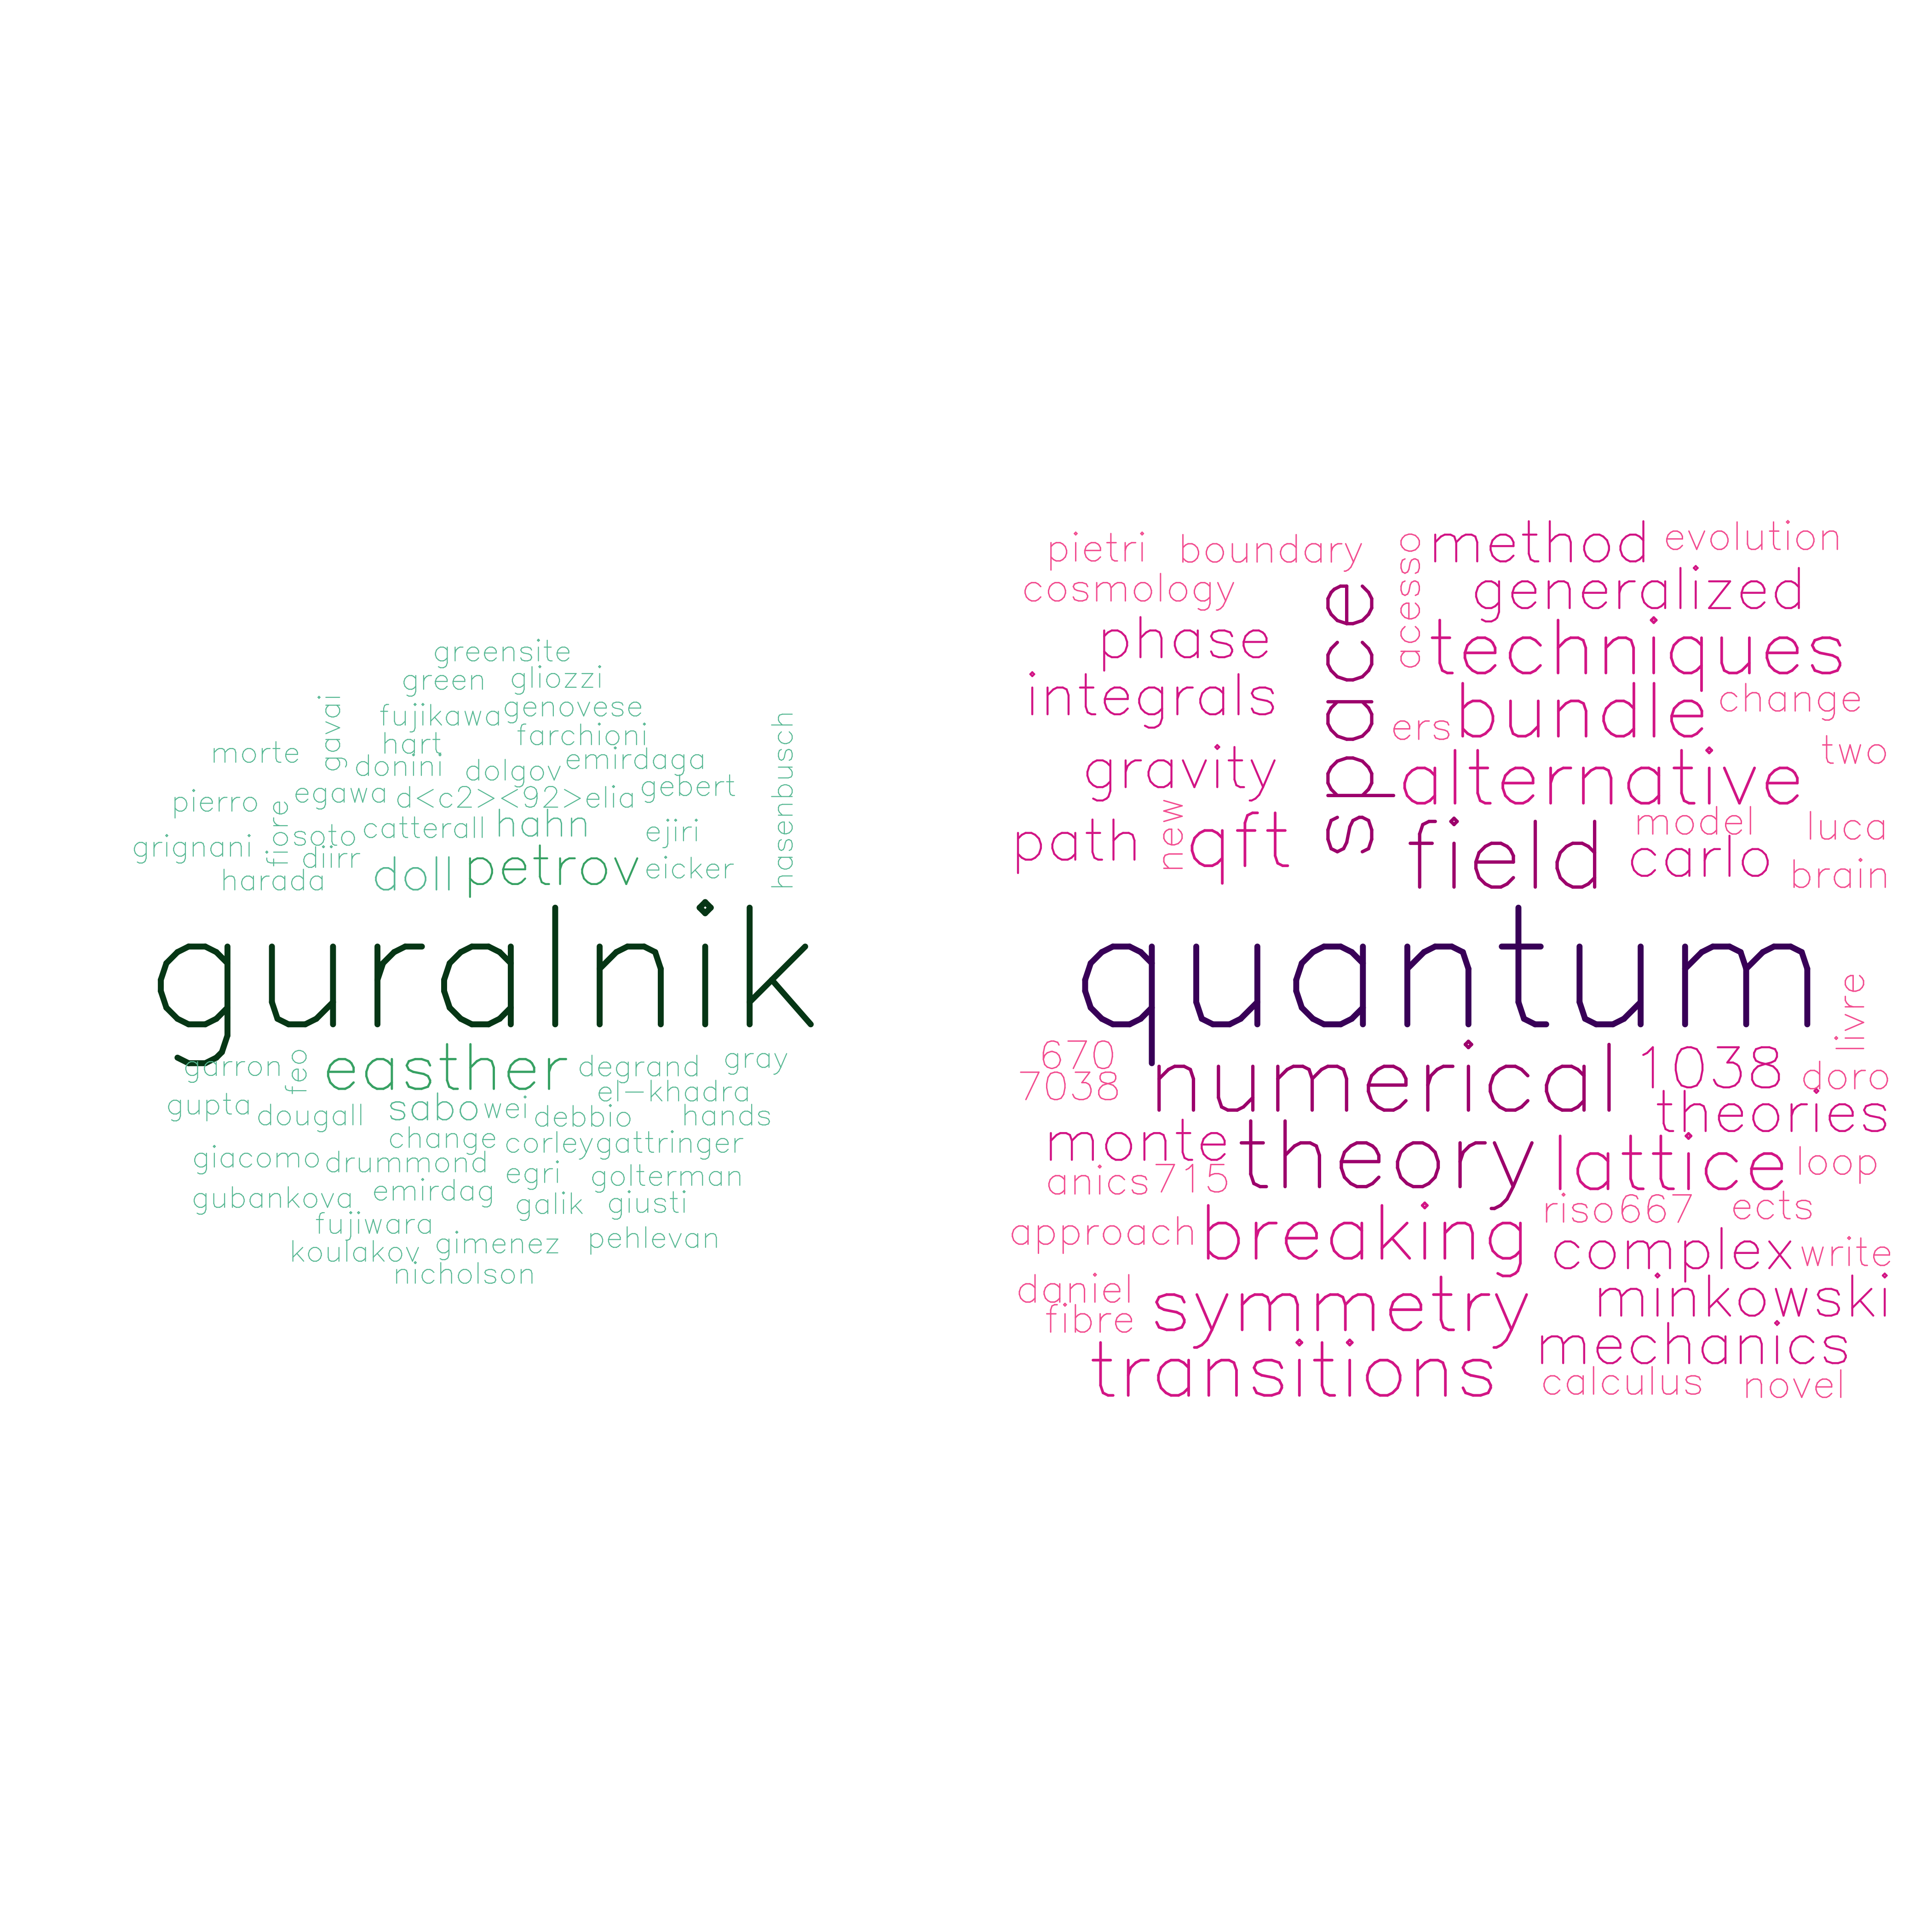 greensite
green gliozzi
fujikawa genovese
gavai
hart farchioni
morte donini dolgov emirdaga
hasenbusch
pierro egawa d<c2><92>elia gebert
fiore
grignani soto catterall hahn ejiri
diirr
harada doll petrov eicker
guralnik
garron feo easther degrand gray
el-khadra
gupta dougall sabo wei debbio hands
change corley gattringer
giacomo drummond egri golterman
gubankova emirdag galik giusti
fujiwara
koulakov gimenez pehlevan
nicholson
pietri boundary acesso method evolution
cosmology space generalized
phase techniques
integrals bundle change
ers two
gravity alternative
new model luca
path qft field carlo brain
quantum
livre
670 numerical 1038 doro
7038 theories
monte theory lattice loop
anics715
riso667 ects
approach breaking complex write
daniel symmetry minkowski
fibre
transitions mechanics
calculus novel